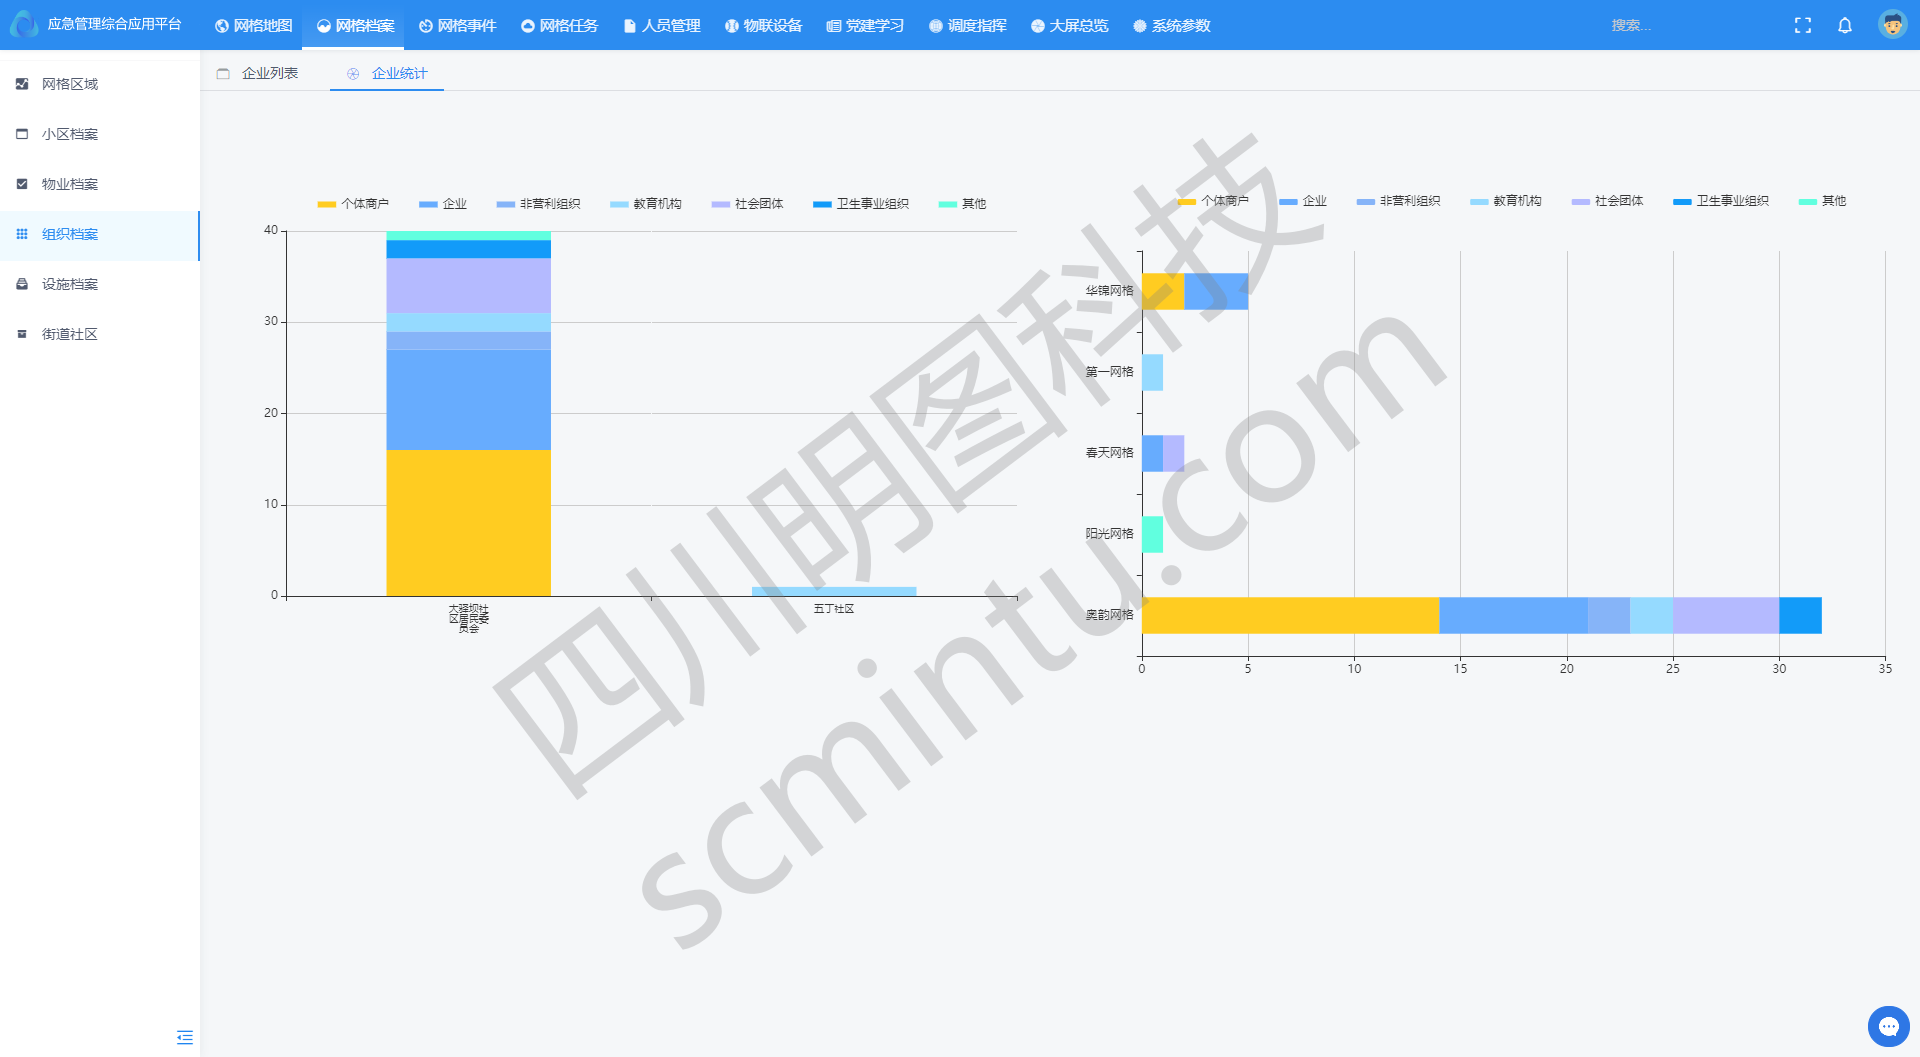 应急管理综合应用平台
网格地图
网格档案
网格事件
网格任务
人员管理
物联设备
党建学习
调度指挥
大屏总览
系统参数
搜索...
网格区域
小区档案
物业档案
组织档案
设施档案
街道社区
企业列表
企业统计
个体商户 企业 非营利组织 教育机构 社会团体 卫生事业组织 其他
40
30
20
10
0
大驿坝社
区居民委
员会
五丁社区
个体商户 企业 非营利组织 教育机构 社会团体 卫生事业组织 其他
华锦网格
第一网格
春天网格
阳光网格
奥韵网格
0 5 10 15 20 25 30 35
四川明图科技
scmintu.com